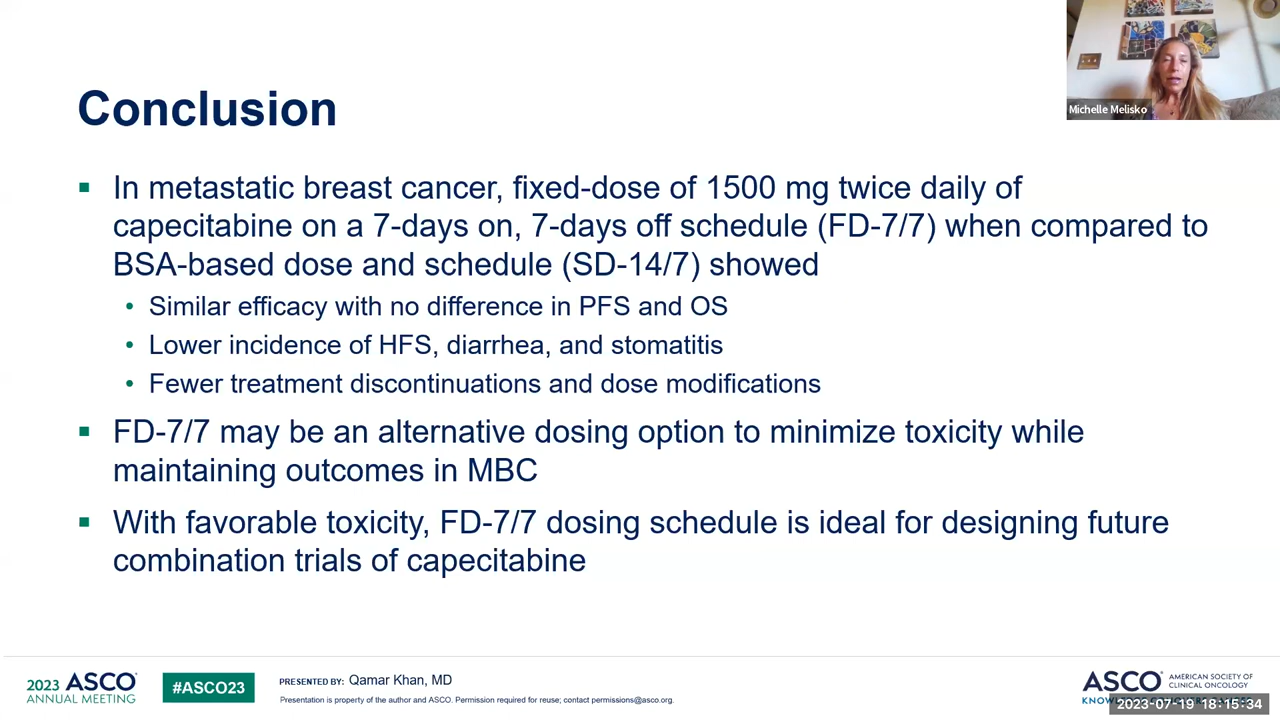 Michelle Melisko
Conclusion
▪ In metastatic breast cancer, fixed-dose of 1500 mg twice daily of
capecitabine on a 7-days on, 7-days off schedule (FD-7/7) when compared to
BSA-based dose and schedule (SD-14/7) showed
• Similar efficacy with no difference in PFS and OS
• Lower incidence of HFS, diarrhea, and stomatitis
• Fewer treatment discontinuations and dose modifications
▪ FD-7/7 may be an alternative dosing option to minimize toxicity while
maintaining outcomes in MBC
▪ With favorable toxicity, FD-7/7 dosing schedule is ideal for designing future
combination trials of capecitabine
2023 ASCO
ANNUAL MEETING
#ASCO23
PRESENTED BY: Qamar Khan, MD
Presentation is property of the author and ASCO. Permission required for reuse; contact permissions@asco.org.
ASCO AMERICAN SOCIETY OF
CLINICAL ONCOLOGY
2023-07-19 18:15:34